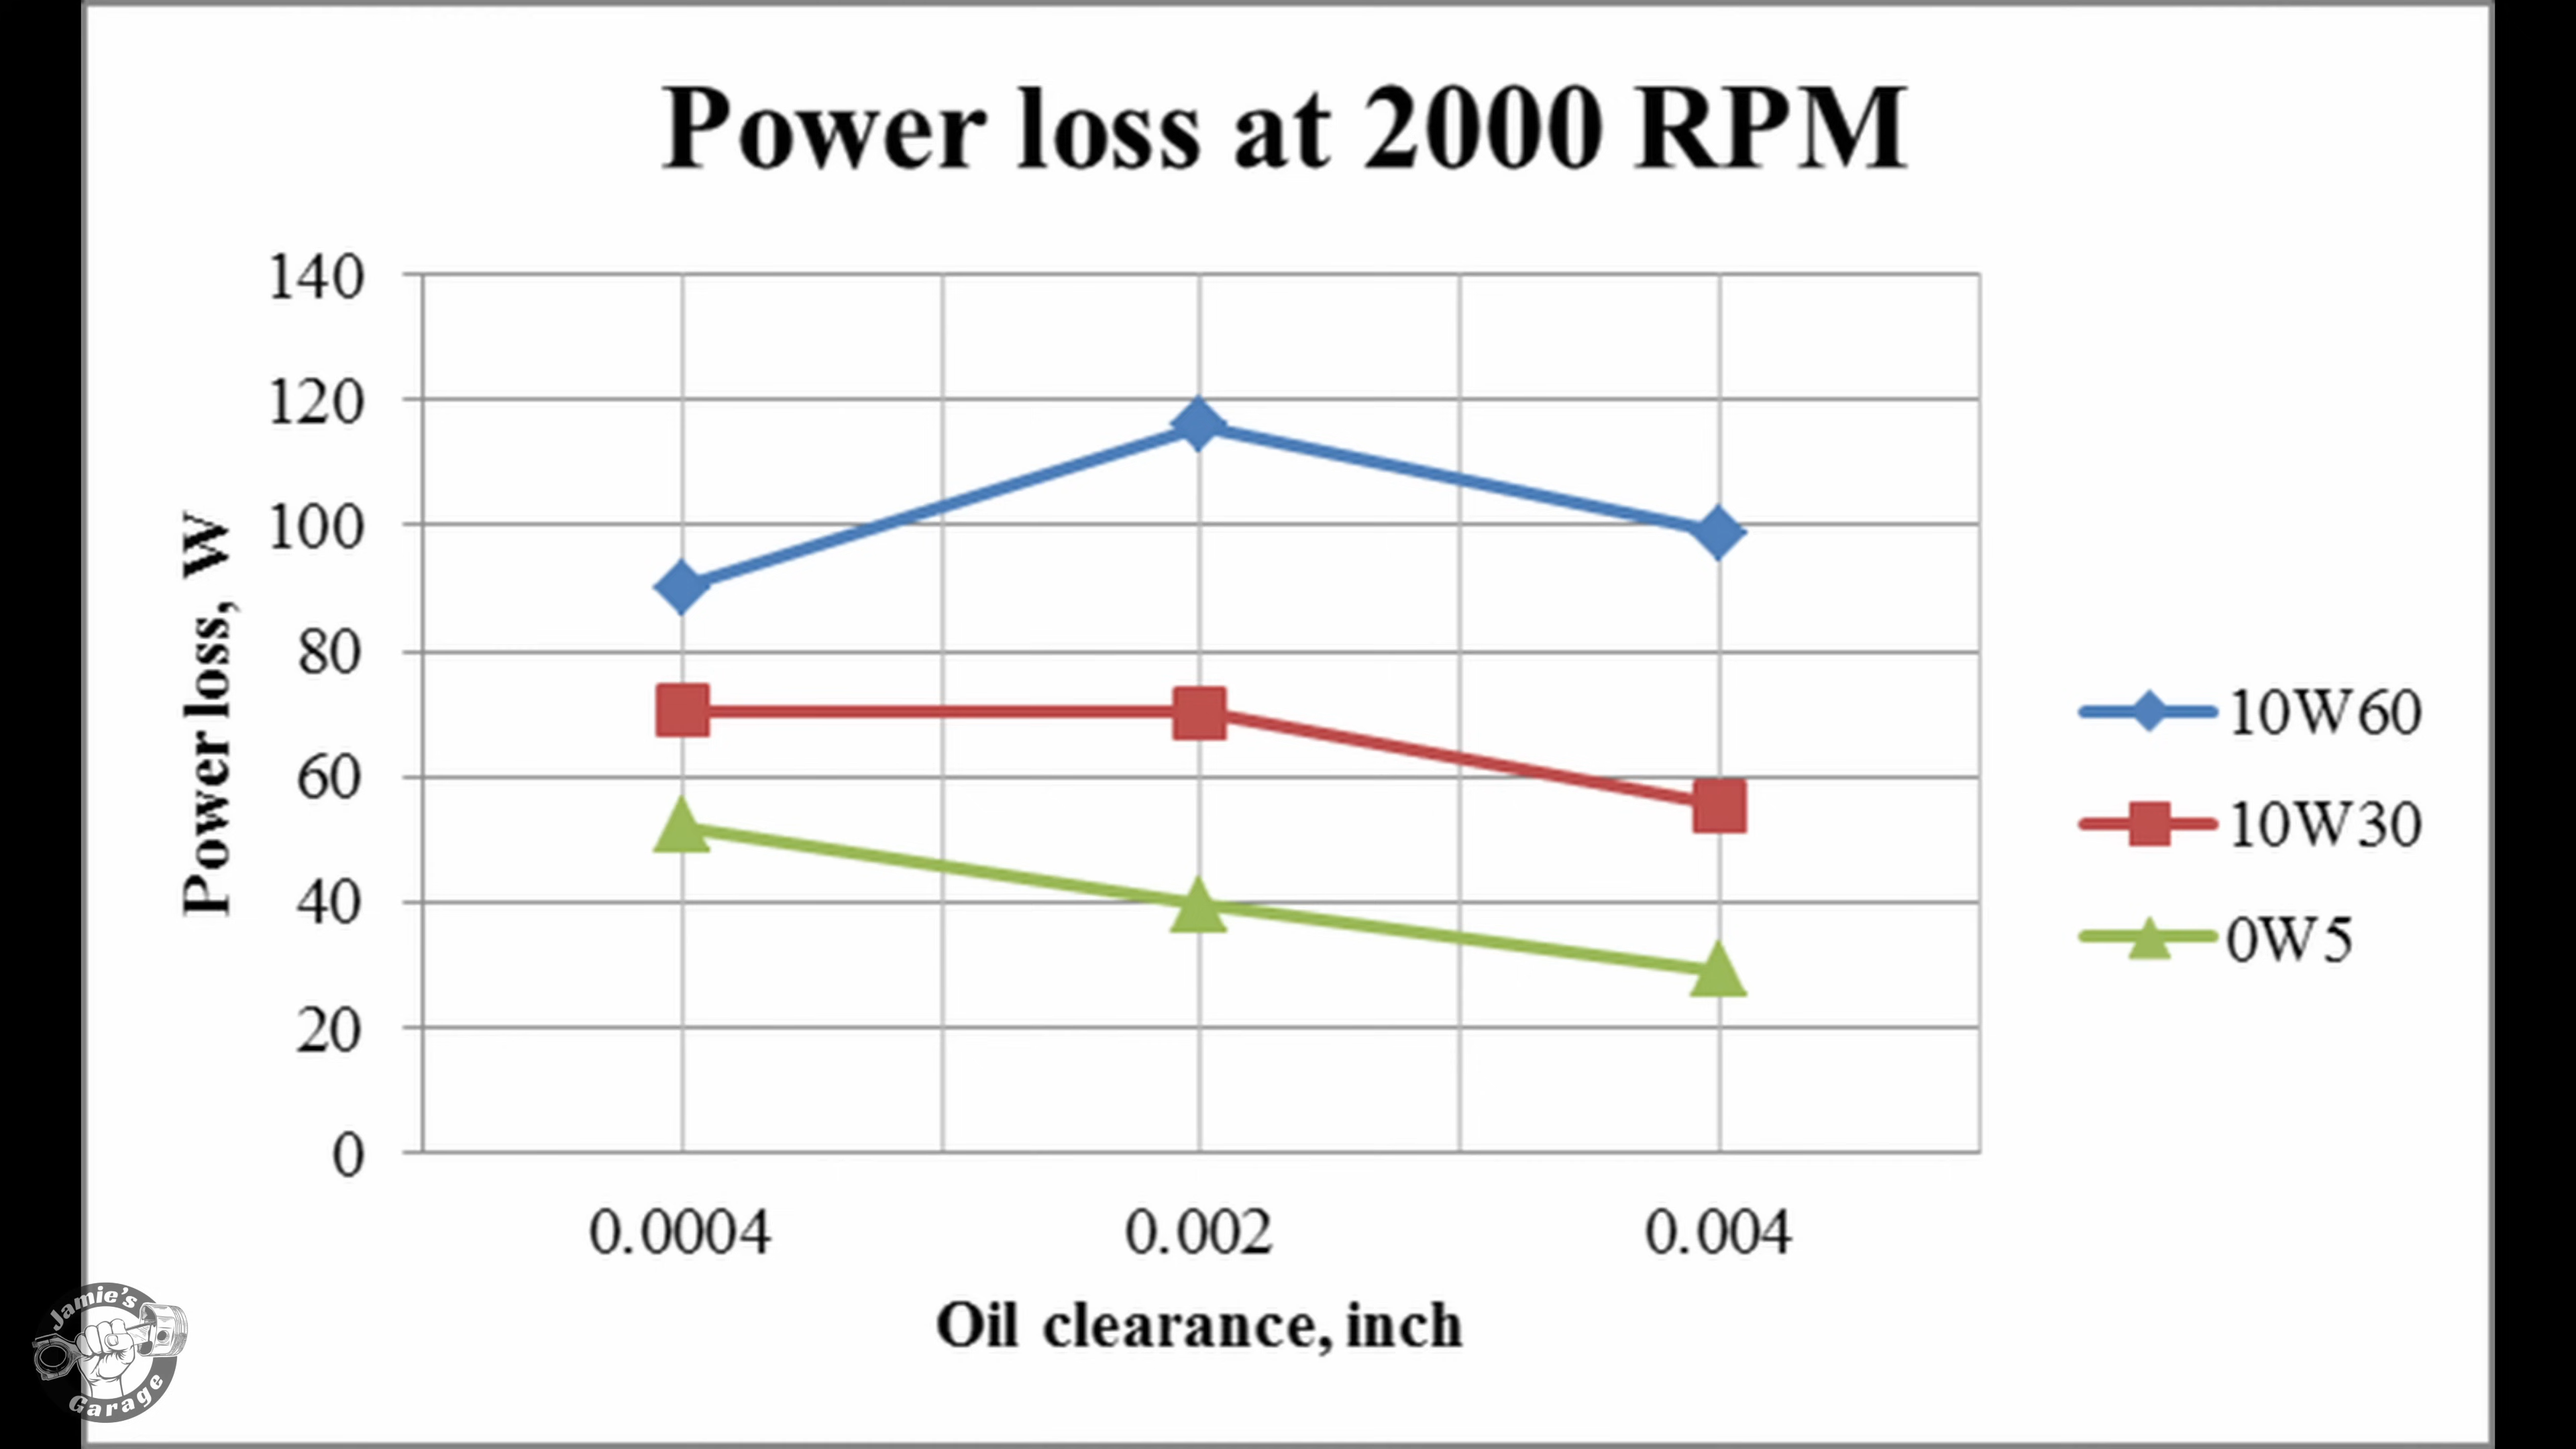 Power loss at 2000 RPM
140
120
100
80
60
40
20
0
Power loss, W
0.0004
0.002
0.004
Oil clearance, inch
10W60
10W30
0W5
Jamie's
Garage